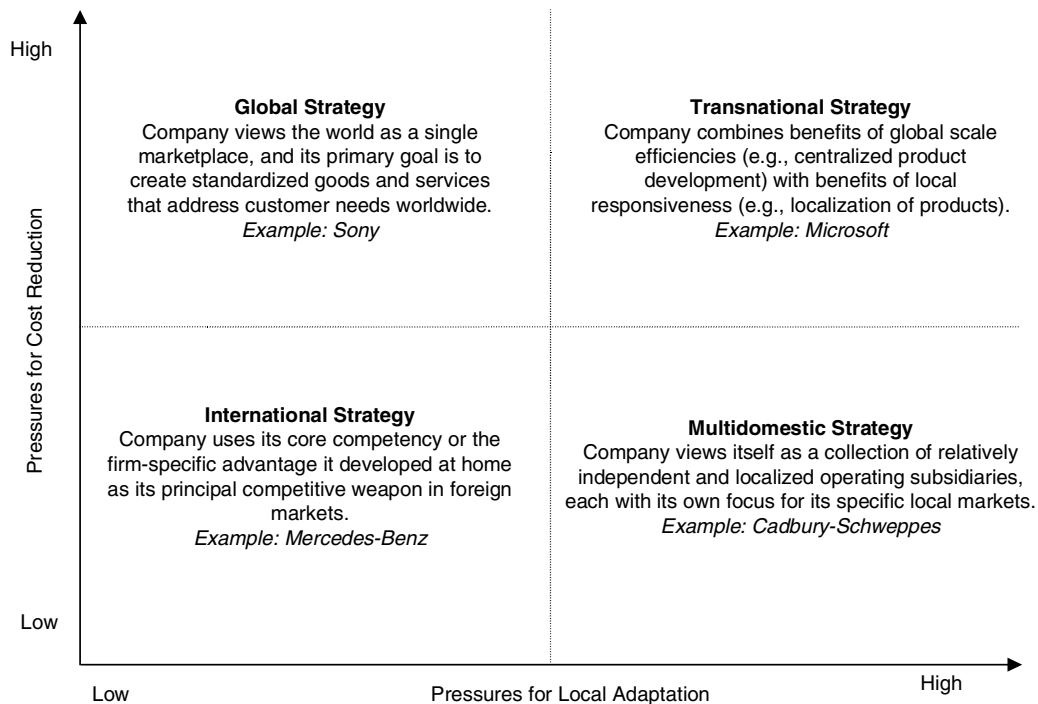 High
Global Strategy
Company views the world as a single
marketplace, and its primary goal is to
create standardized goods and services
that address customer needs worldwide.
Example: Sony
Transnational Strategy
Company combines benefits of global scale
efficiencies (e.g., centralized product
development) with benefits of local
responsiveness (e.g., localization of products).
Example: Microsoft
Pressures for Cost Reduction
International Strategy
Company uses its core competency or the
firm-specific advantage it developed at home
as its principal competitive weapon in foreign
markets.
Example: Mercedes-Benz
Multidomestic Strategy
Company views itself as a collection of relatively
independent and localized operating subsidiaries,
each with its own focus for its specific local markets.
Example: Cadbury-Schweppes
Low
Low
Pressures for Local Adaptation
High